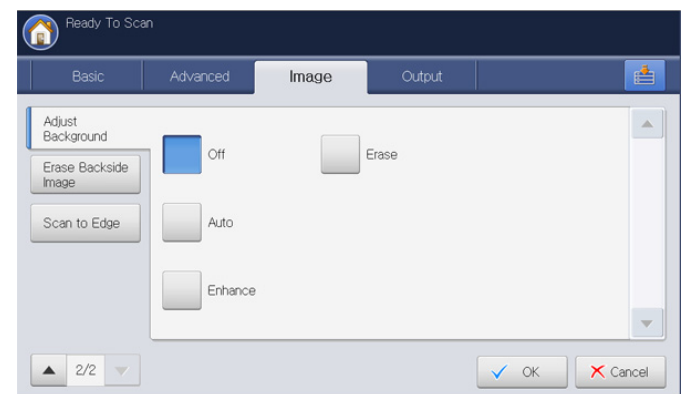 Ready To Scan
Basic
Advanced
Image
Output
Adjust
Background
Erase Backside
Image
Scan to Edge
Off
Erase
Auto
Enhance
2/2
OK
Cancel